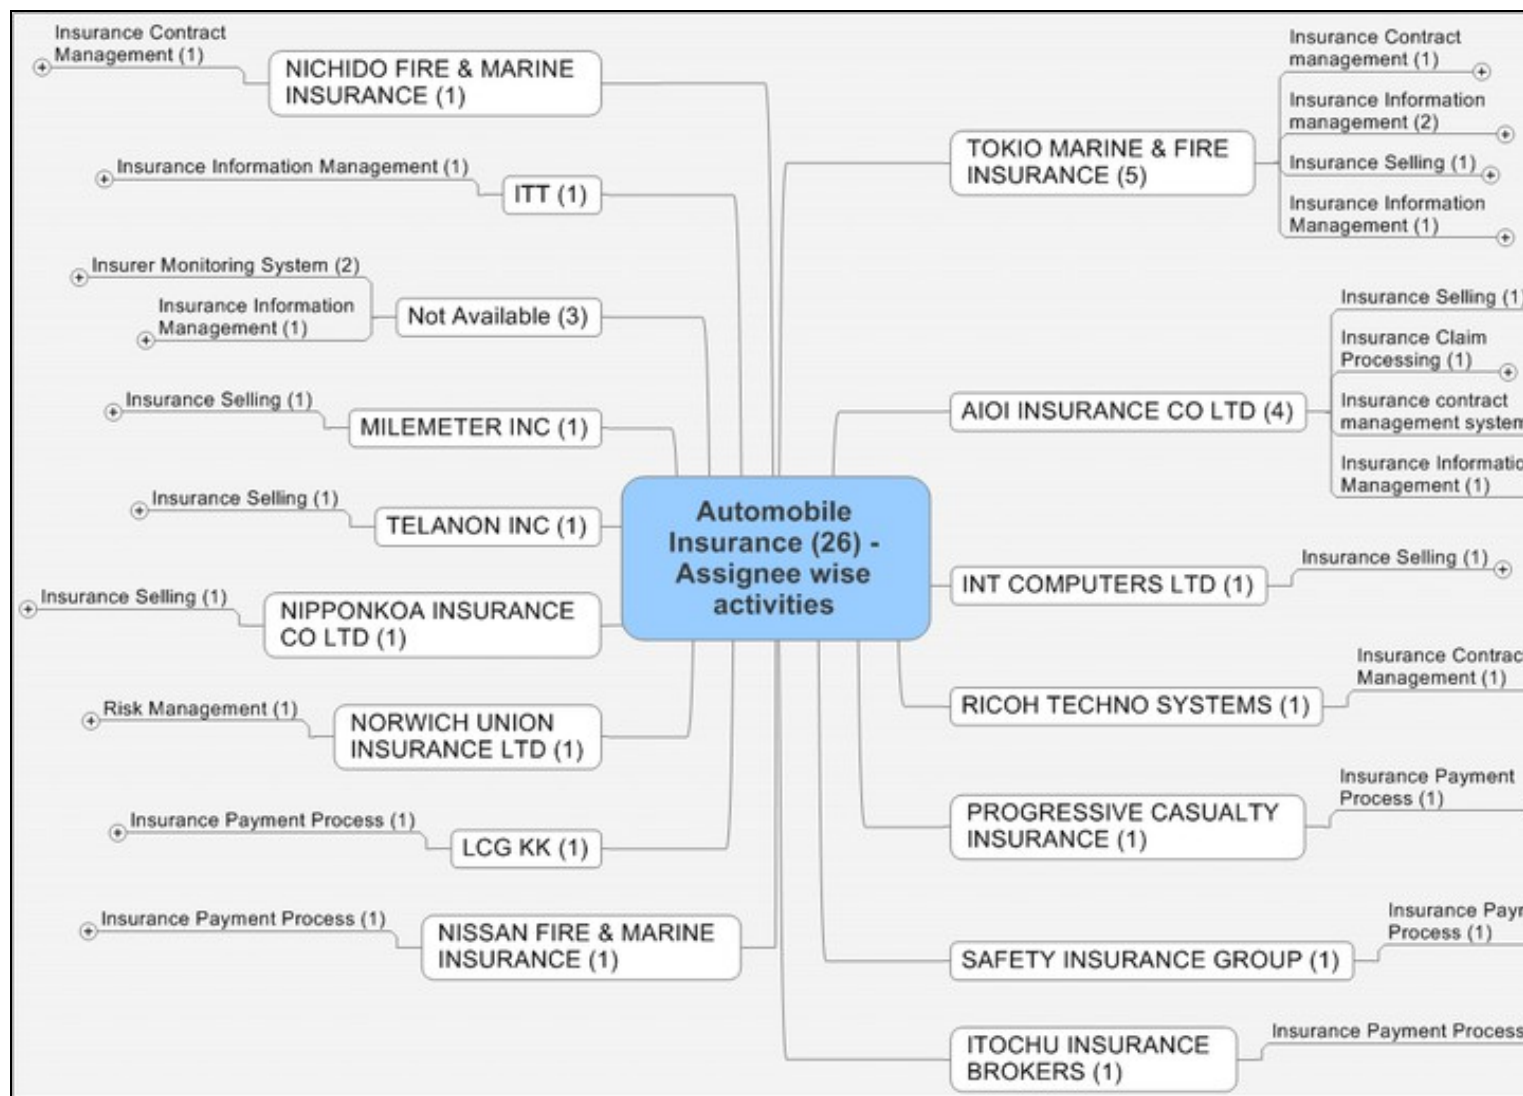 Insurance Contract
Management (1)
NICHIDO FIRE & MARINE
INSURANCE (1)
Insurance Information Management (1)
ITT (1)
Insurer Monitoring System (2)
Insurance Information
Management (1)
Not Available (3)
Insurance Selling (1)
MILEMETER INC (1)
Insurance Selling (1)
TELANON INC (1)
Insurance Selling (1)
NIPPONKOA INSURANCE
CO LTD (1)
Risk Management (1)
NORWICH UNION
INSURANCE LTD (1)
Insurance Payment Process (1)
LCG KK (1)
Insurance Payment Process (1)
NISSAN FIRE & MARINE
INSURANCE (1)
Automobile
Insurance (26) -
Assignee wise
activities
TOKIO MARINE & FIRE
INSURANCE (5)
Insurance Contract
management (1)
Insurance Information
management (2)
Insurance Selling (1)
Insurance Information
Management (1)
AIOI INSURANCE CO LTD (4)
Insurance Selling (1)
Insurance Claim
Processing (1)
Insurance contract
management system
Insurance Informatio
Management (1)
INT COMPUTERS LTD (1)
Insurance Selling (1)
RICOH TECHNO SYSTEMS (1)
Insurance Contrac
Management (1)
PROGRESSIVE CASUALTY
INSURANCE (1)
Insurance Payment
Process (1)
SAFETY INSURANCE GROUP (1)
Insurance Paym
Process (1)
ITOCHU INSURANCE
BROKERS (1)
Insurance Payment Process